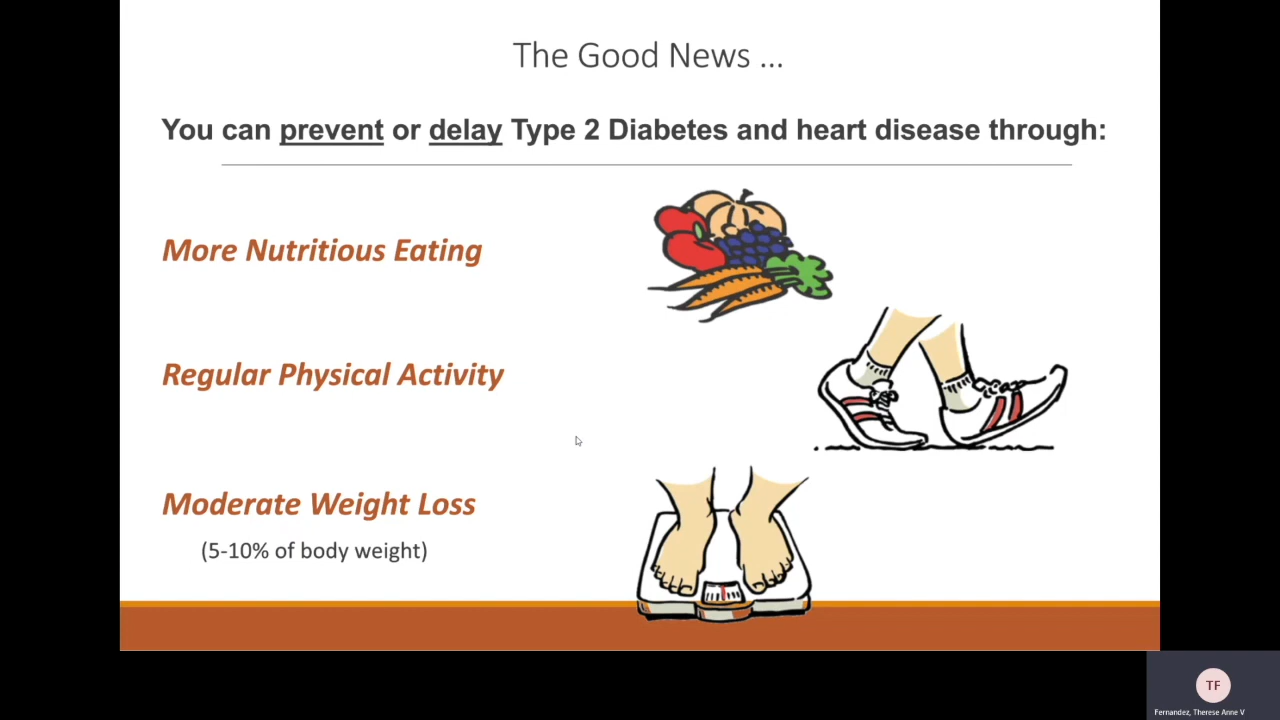 The Good News ...
You can prevent or delay Type 2 Diabetes and heart disease through:
More Nutritious Eating
Regular Physical Activity
Moderate Weight Loss
(5-10% of body weight)
TF
Fernandez, Therese Anne V